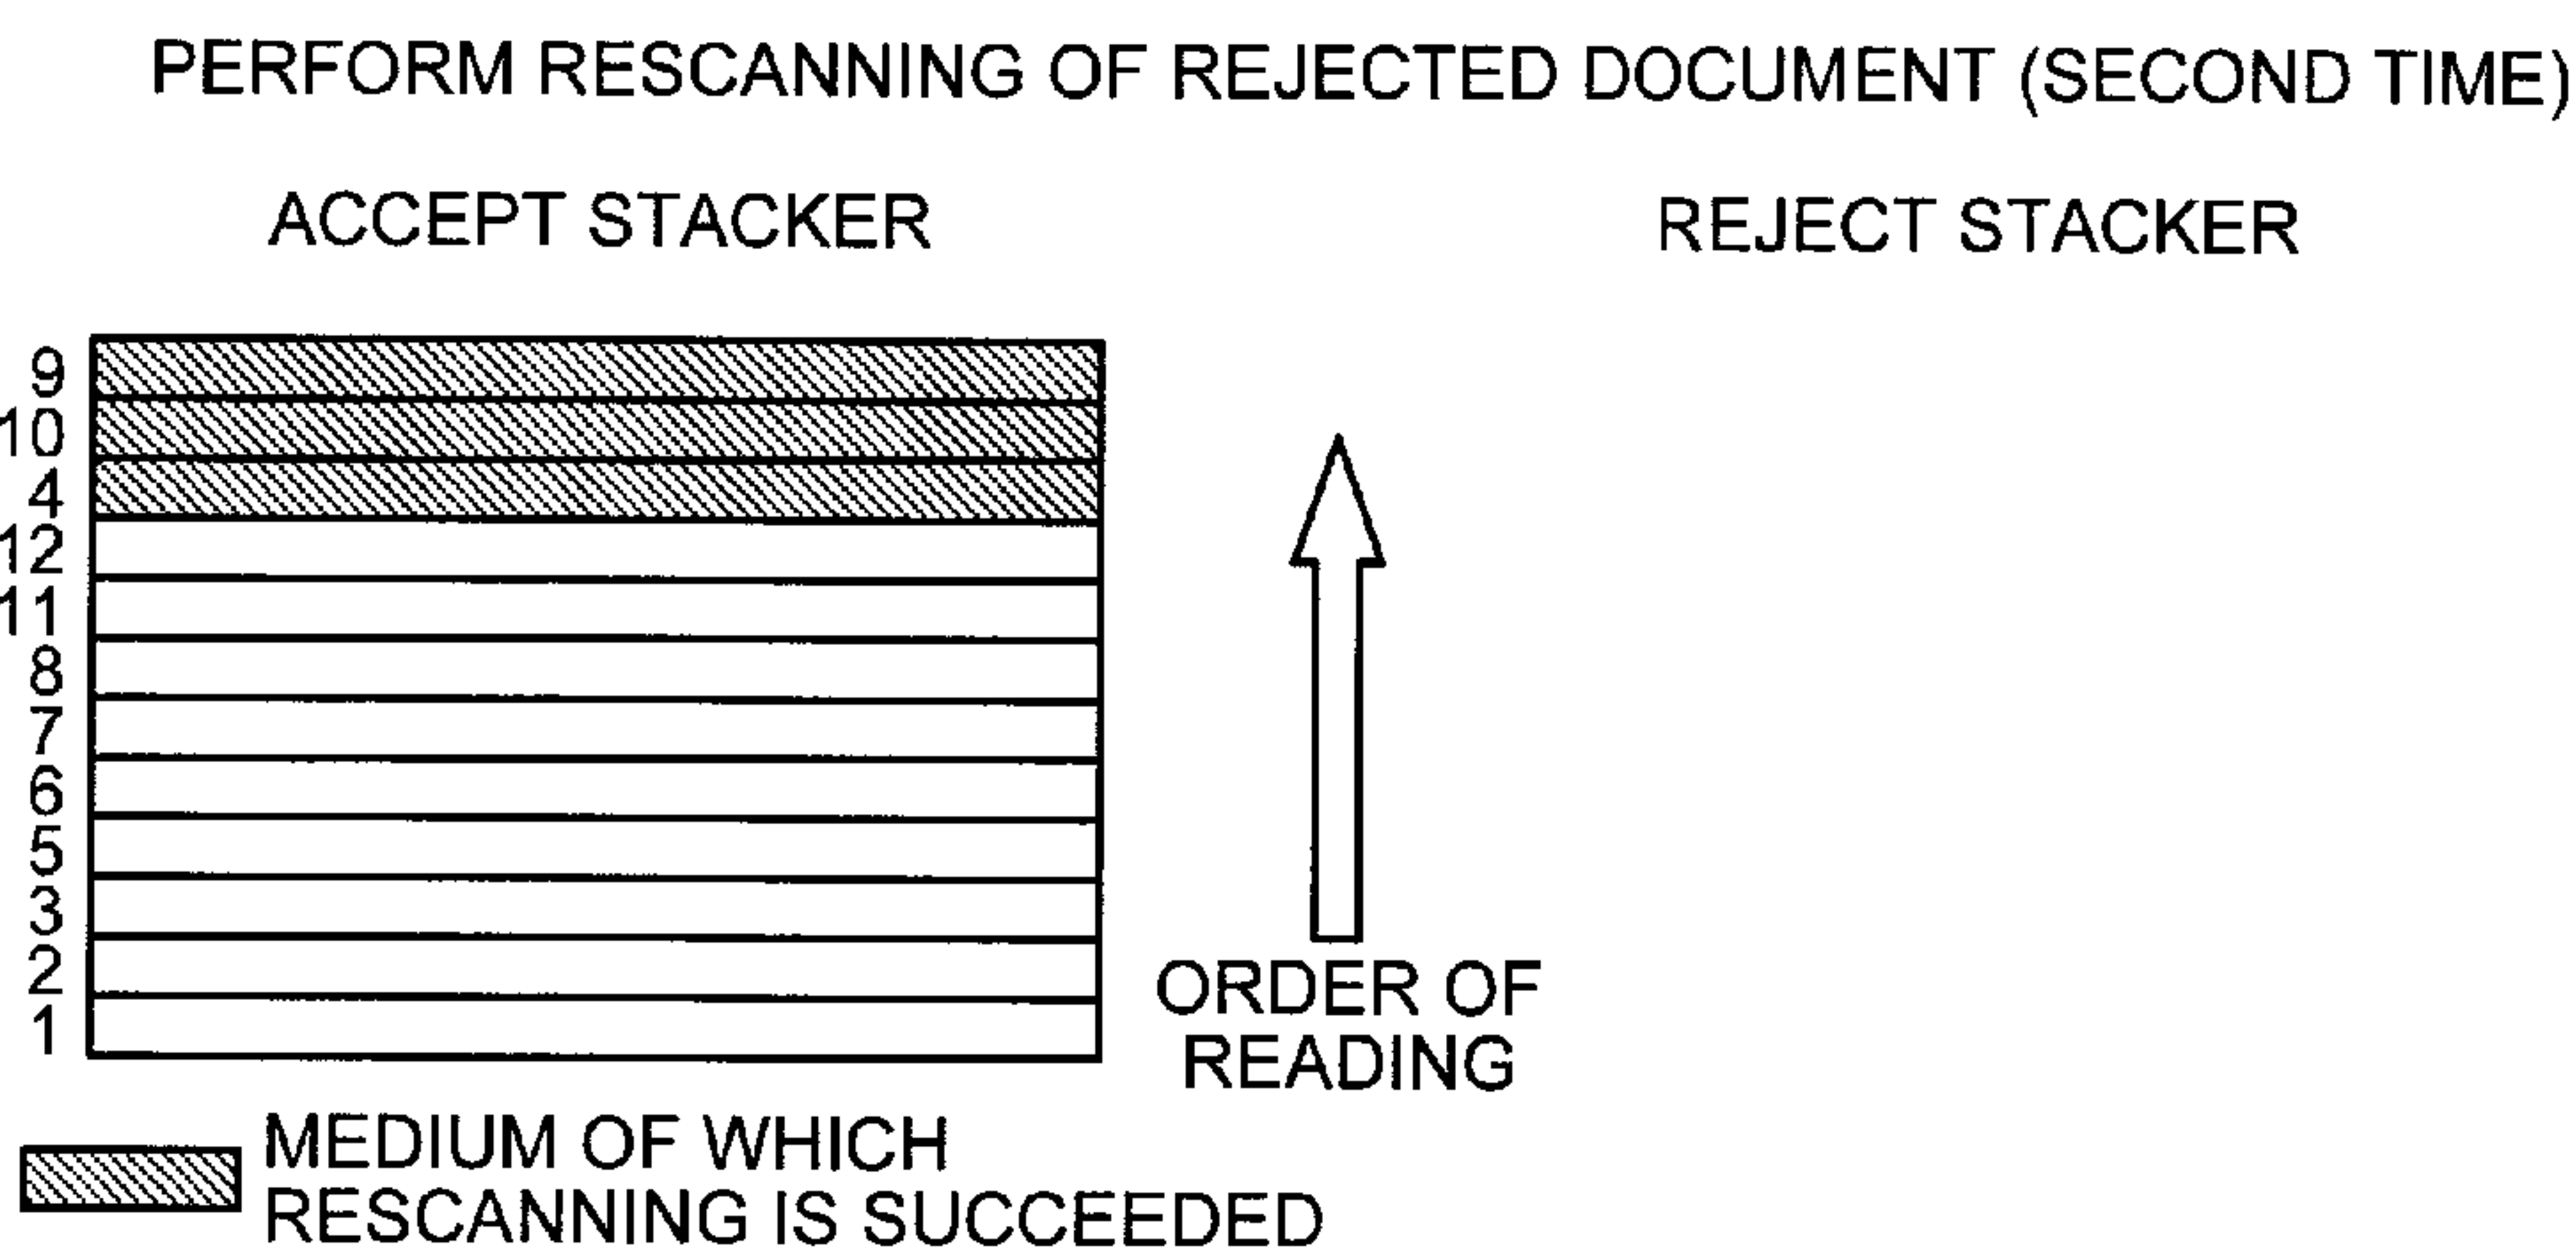 PERFORM RESCANNING OF REJECTED DOCUMENT (SECOND TIME)
ACCEPT STACKER
REJECT STACKER
9
10
4
12
11
8
7
6
5
3
2
1
ORDER OF
READING
MEDIUM OF WHICH
RESCANNING IS SUCCEEDED